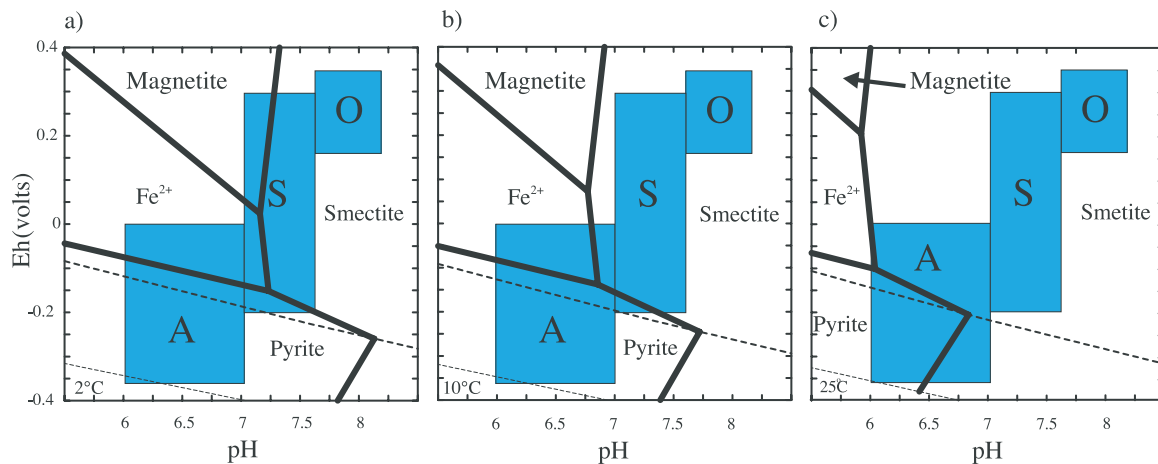 a)
b)
c)
0.4
0.2
0
-0.2
-0.4
Eh(volts)
Magnetite
Fe²⁺
S
O
A
Smectite
Pyrite
2°C
6
6.5
7
7.5
8
pH
Magnetite
Fe²⁺
S
O
A
Smectite
Pyrite
10°C
6
6.5
7
7.5
8
pH
Magnetite
Fe²⁺
S
O
A
Smetite
Pyrite
25°C
6
6.5
7
7.5
8
pH